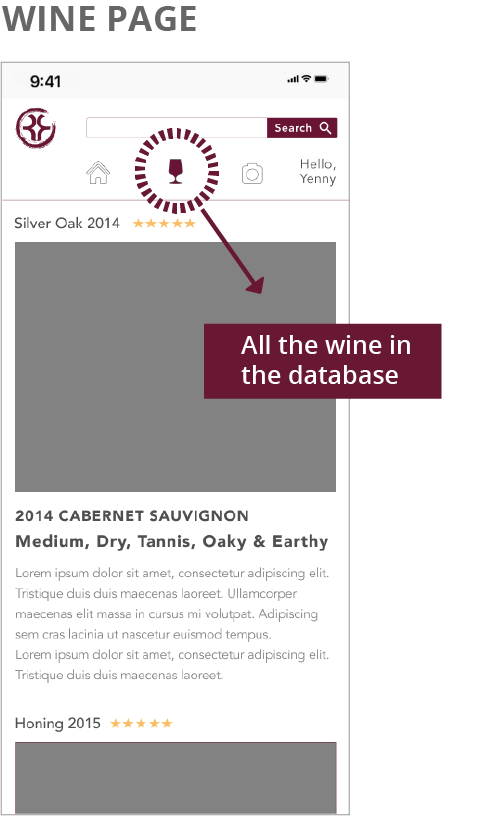 WINE PAGE
9:41
Search
Hello,
Yenny
Silver Oak 2014
All the wine in
the database
2014 CABERNET SAUVIGNON
Medium, Dry, Tannis, Oaky & Earthy
Lorem ipsum dolor sit amet, consectetur adipiscing elit.
Tristique duis duis maecenas laoreet. Ullamcorper
maecenas elit massa in cursus mi volutpat. Adipiscing
sem cras lacinia ut nascetur euismod tempus.
Lorem ipsum dolor sit amet, consectetur adipiscing elit.
Tristique duis duis maecenas laoreet.
Honing 2015